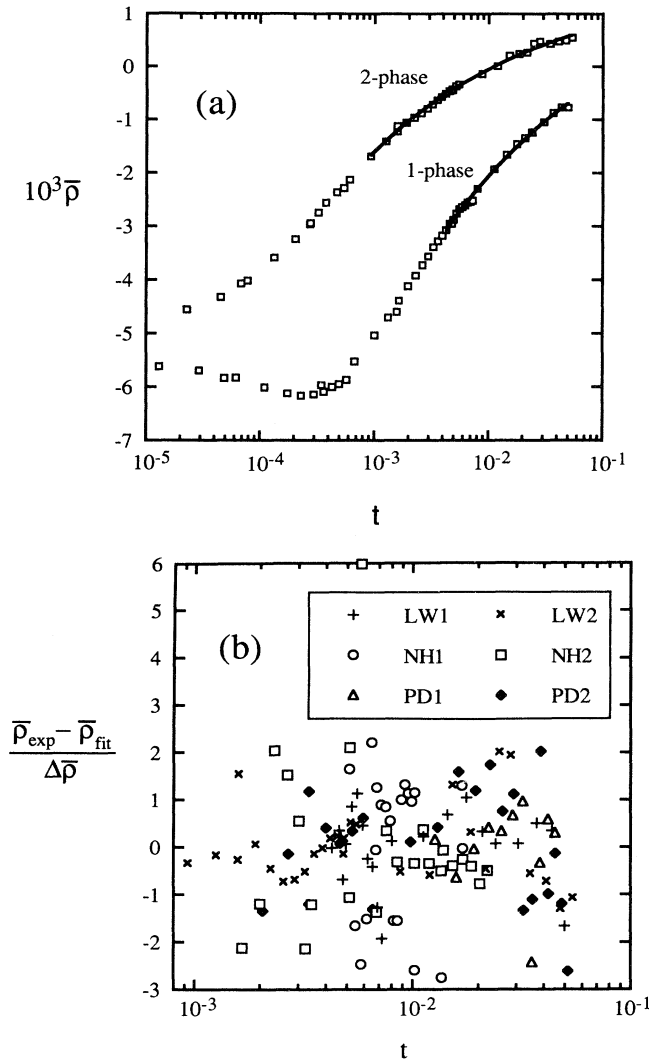 0
-1
-2
-3
-4
-5
-6
-7
10³ρ̅
(a)
2-phase
1-phase
10⁻⁵ 10⁻⁴ 10⁻³ 10⁻² 10⁻¹
t
6
5
4
3
2
1
0
-1
-2
-3
ρ̅exp − ρ̅fit
Δρ̅
(b)
LW1 LW2
NH1 NH2
PD1 PD2
10⁻³ 10⁻² 10⁻¹
t